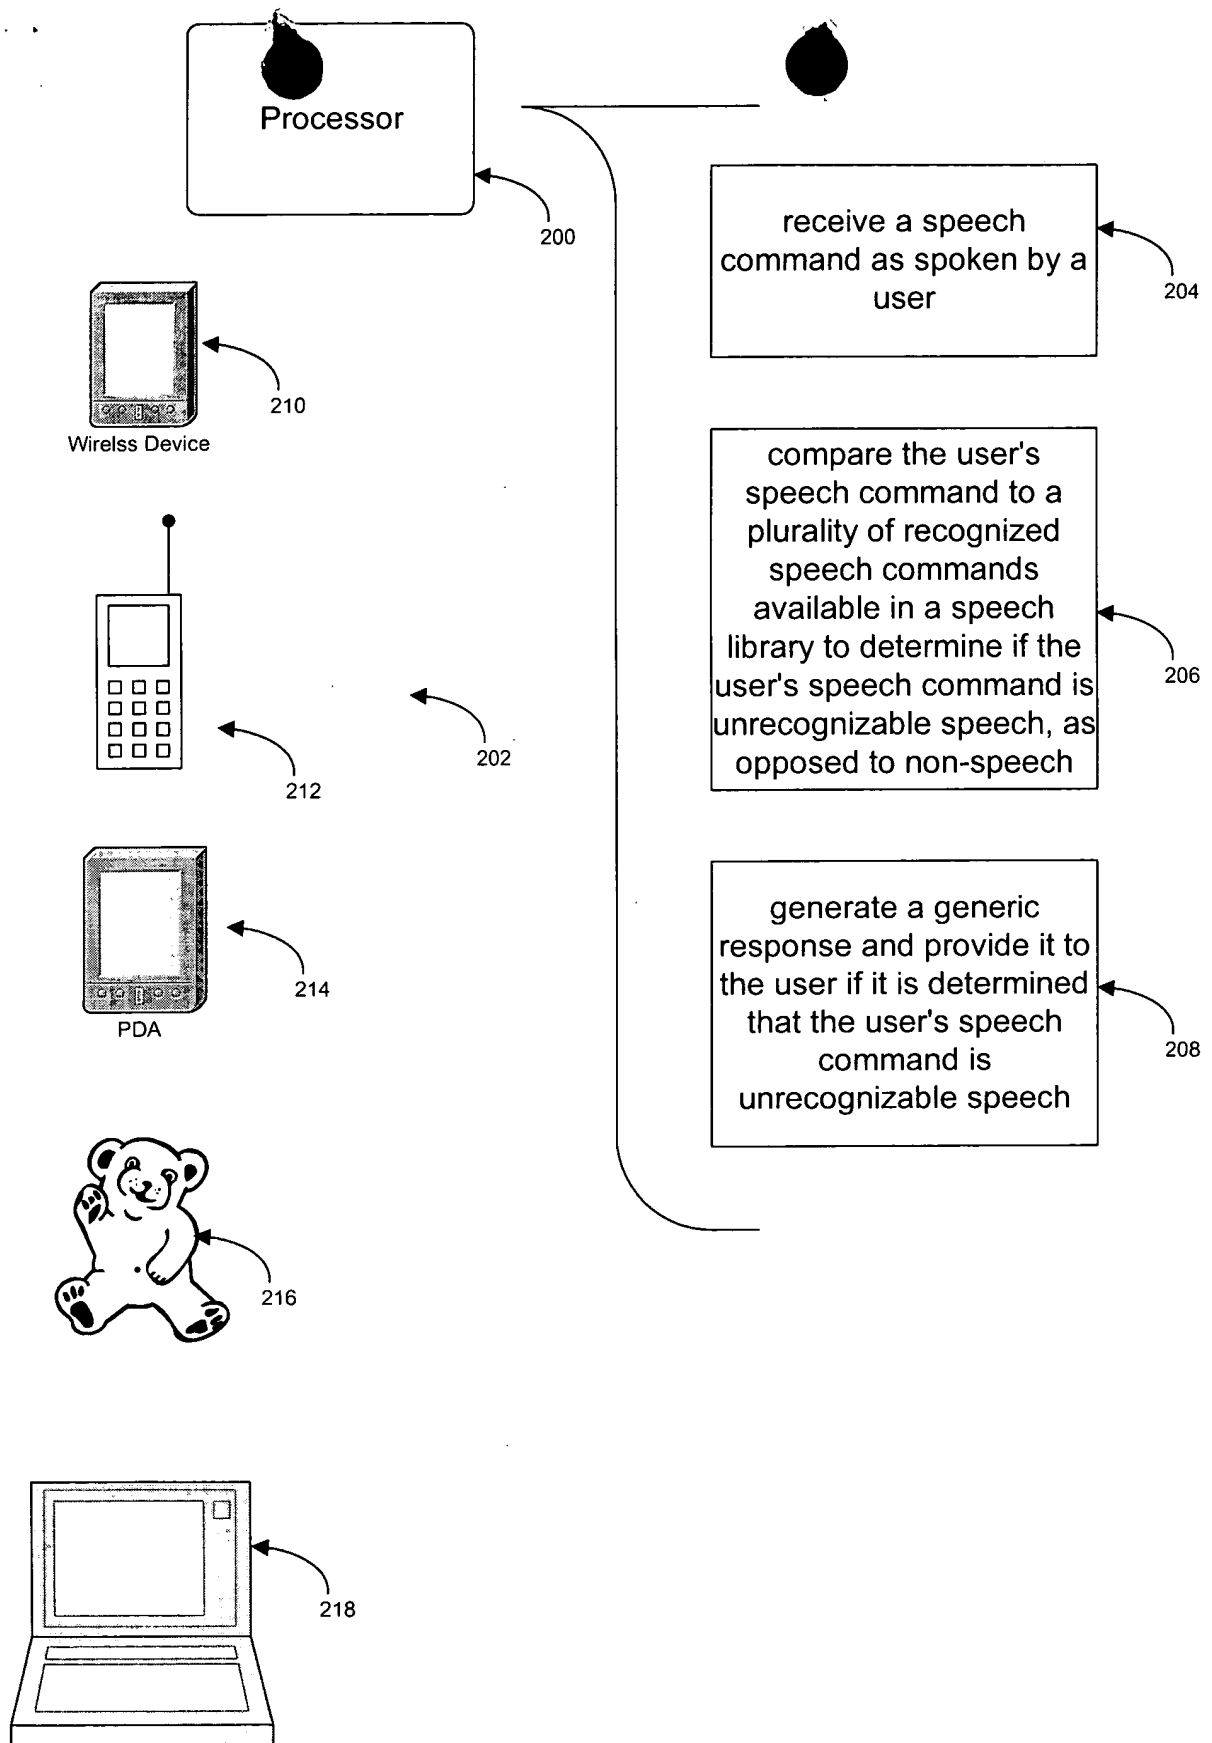 Processor
200
210
Wirelss Device
212
202
214
PDA
216
218
receive a speech
command as spoken by a
user
204
compare the user's
speech command to a
plurality of recognized
speech commands
available in a speech
library to determine if the
user's speech command is
unrecognizable speech, as
opposed to non-speech
206
generate a generic
response and provide it to
the user if it is determined
that the user's speech
command is
unrecognizable speech
208